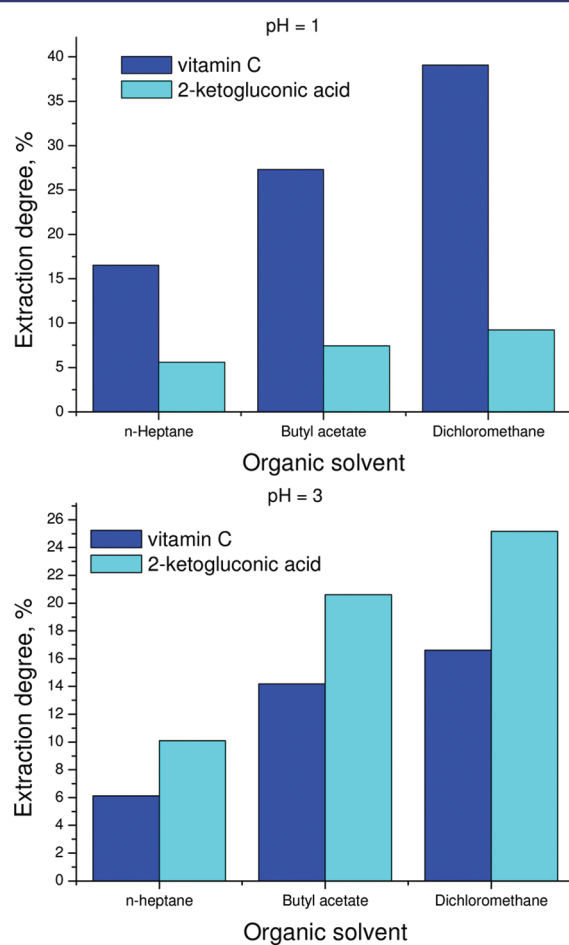 pH = 1
vitamin C
2-ketogluconic acid
Extraction degree, %
40
35
30
25
20
15
10
5
0
n-Heptane Butyl acetate Dichloromethane
Organic solvent
pH = 3
vitamin C
2-ketogluconic acid
Extraction degree, %
26
24
22
20
18
16
14
12
10
8
6
4
2
0
n-heptane Butyl acetate Dichloromethane
Organic solvent